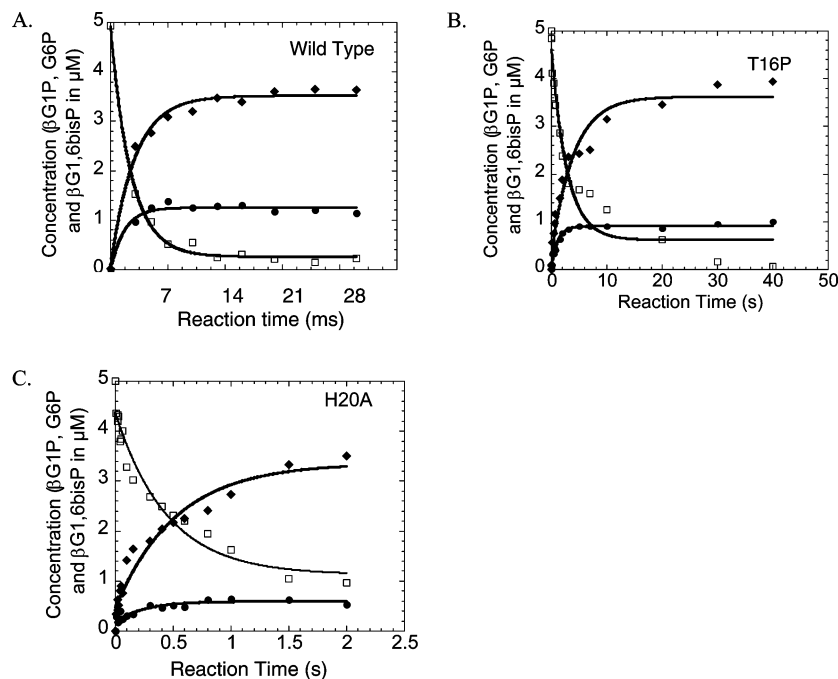 A.
Concentration (βG1P, G6P
and βG1,6bisP in µM)
5
4
3
2
1
0
Wild Type
7 14 21 28
Reaction time (ms)
B.
Concentration (βG1P, G6P
and βG1,6bisP in µM)
5
4
3
2
1
0
T16P
0 10 20 30 40 50
Reaction Time (s)
C.
Concentration (βG1P, G6P
and βG1,6bisP in µM)
5
4
3
2
1
0
H20A
0 0.5 1 1.5 2 2.5
Reaction Time (s)